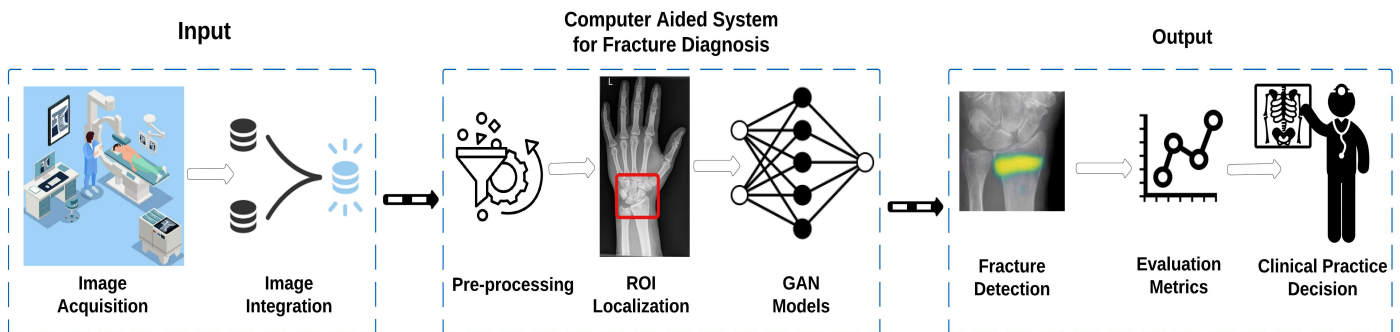 Input
Computer Aided System
for Fracture Diagnosis
Output
L
Image
Acquisition
Image
Integration
Pre-processing
ROI
Localization
GAN
Models
Fracture
Detection
Evaluation
Metrics
Clinical Practice
Decision